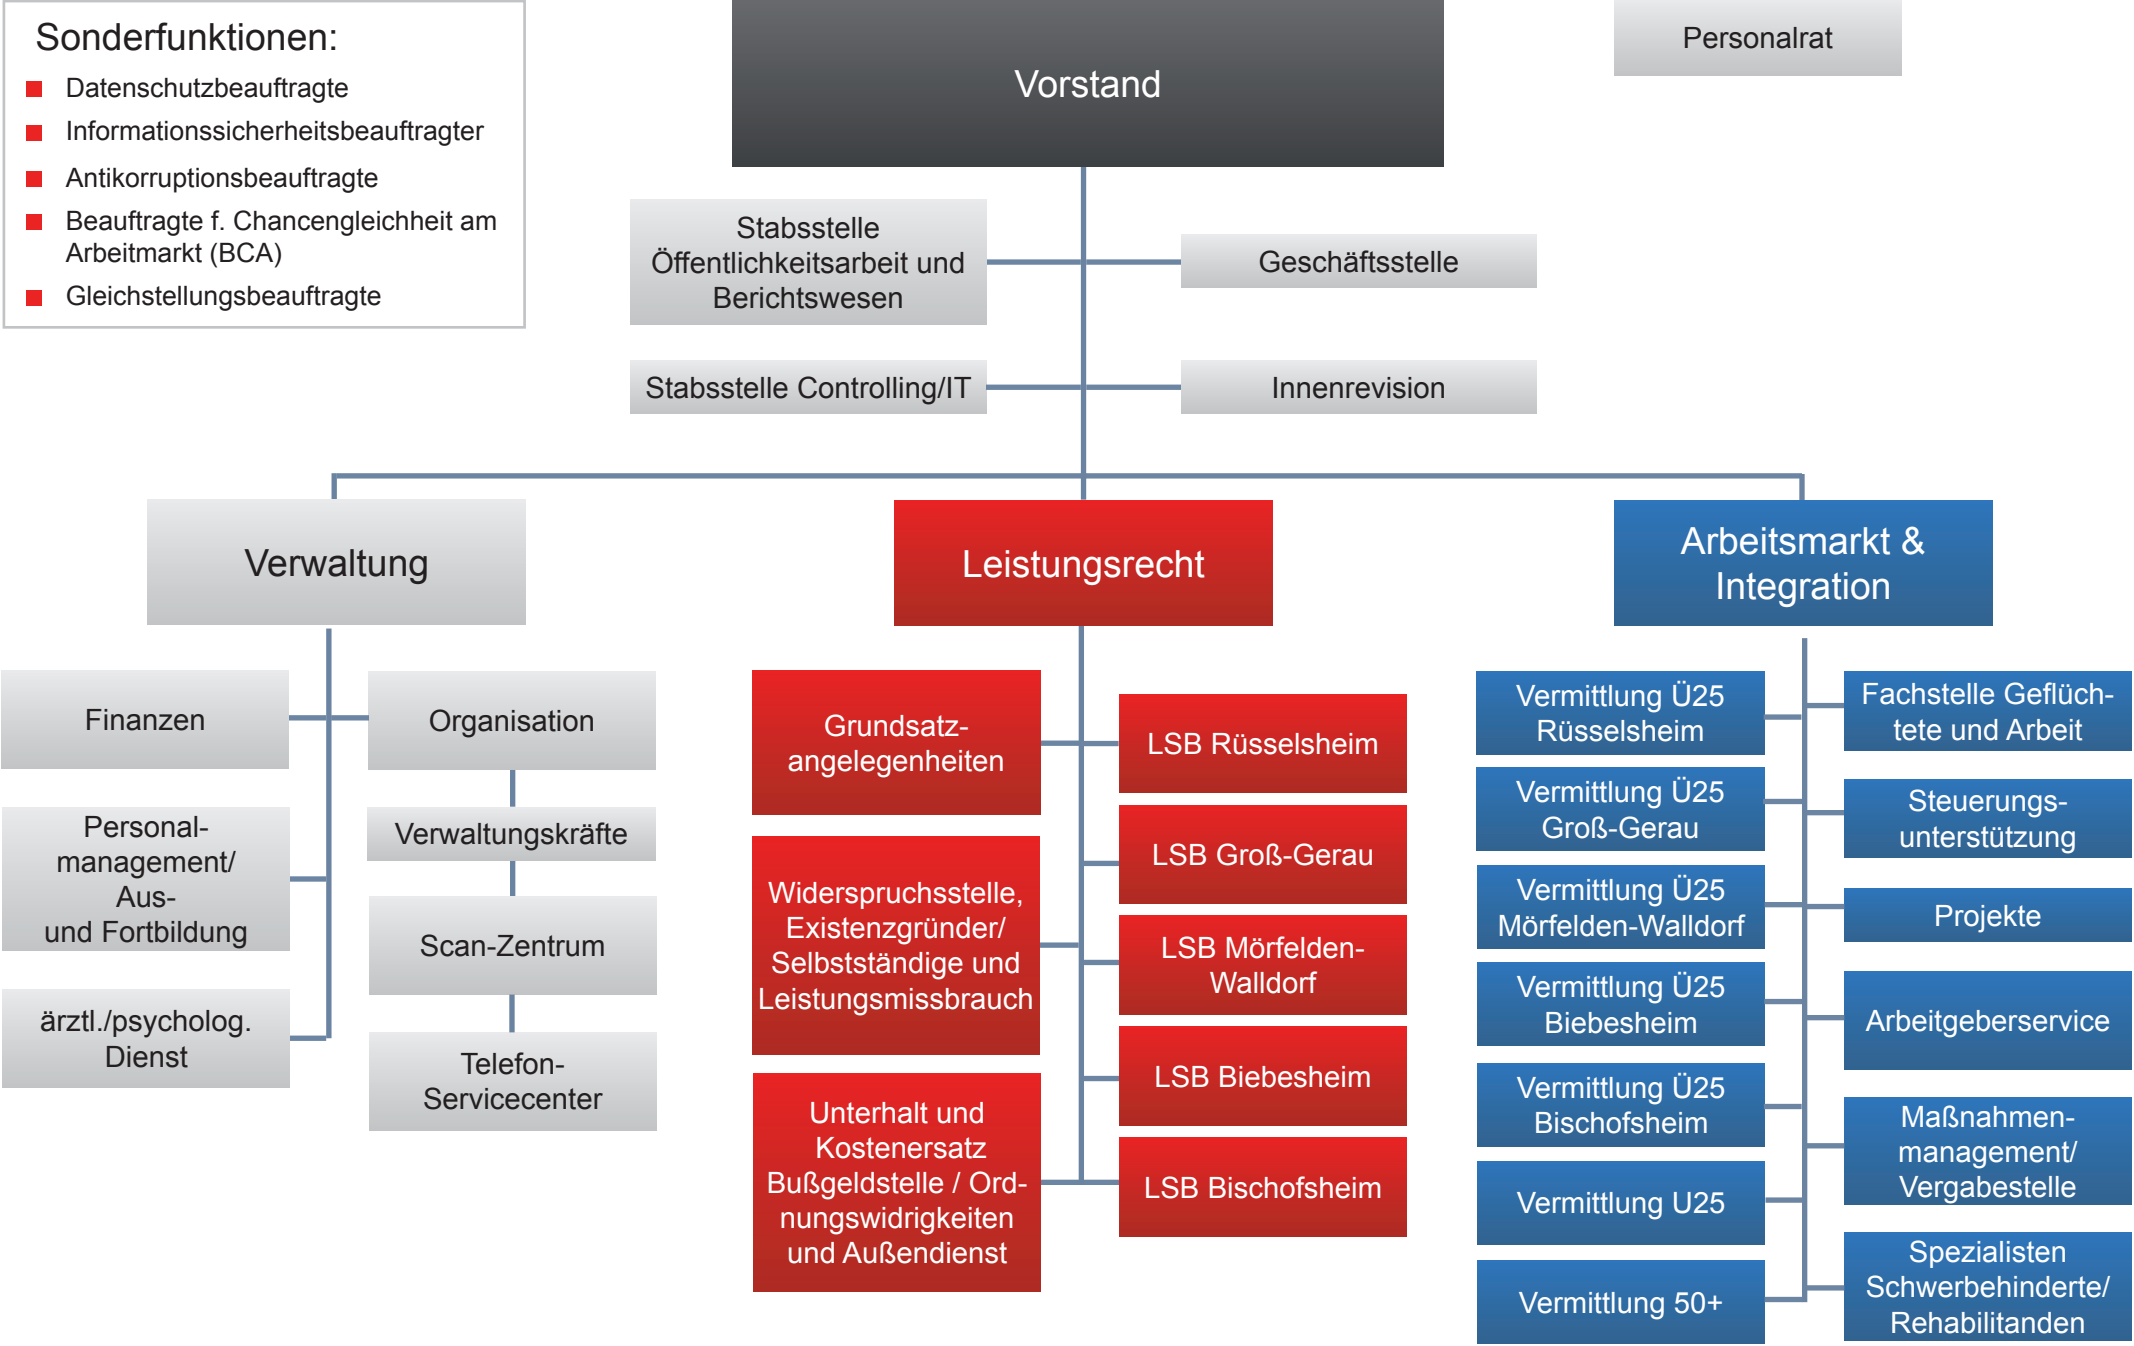 Sonderfunktionen:
Datenschutzbeauftragte
Informationssicherheitsbeauftragter
Antikorruptionsbeauftragte
Beauftragte f. Chancengleichheit am
Arbeitmarkt (BCA)
Gleichstellungsbeauftragte
Vorstand
Personalrat
Stabsstelle
Öffentlichkeitsarbeit und
Berichtswesen
Geschäftsstelle
Stabsstelle Controlling/IT
Innenrevision
Verwaltung
Leistungsrecht
Arbeitsmarkt &
Integration
Finanzen
Personal-
management/
Aus-
und Fortbildung
ärztl./psycholog.
Dienst
Organisation
Verwaltungskräfte
Scan-Zentrum
Telefon-
Servicecenter
Grundsatz-
angelegenheiten
Widerspruchsstelle,
Existenzgründer/
Selbstständige und
Leistungsmissbrauch
Unterhalt und
Kostenersatz
Bußgeldstelle / Ord-
nungswidrigkeiten
und Außendienst
LSB Rüsselsheim
LSB Groß-Gerau
LSB Mörfelden-
Walldorf
LSB Biebesheim
LSB Bischofsheim
Vermittlung Ü25
Rüsselsheim
Vermittlung Ü25
Groß-Gerau
Vermittlung Ü25
Mörfelden-Walldorf
Vermittlung Ü25
Biebesheim
Vermittlung Ü25
Bischofsheim
Vermittlung U25
Vermittlung 50+
Fachstelle Geflüch-
tete und Arbeit
Steuerungs-
unterstützung
Projekte
Arbeitgeberservice
Maßnahmen-
management/
Vergabestelle
Spezialisten
Schwerbehinderte/
Rehabilitanden